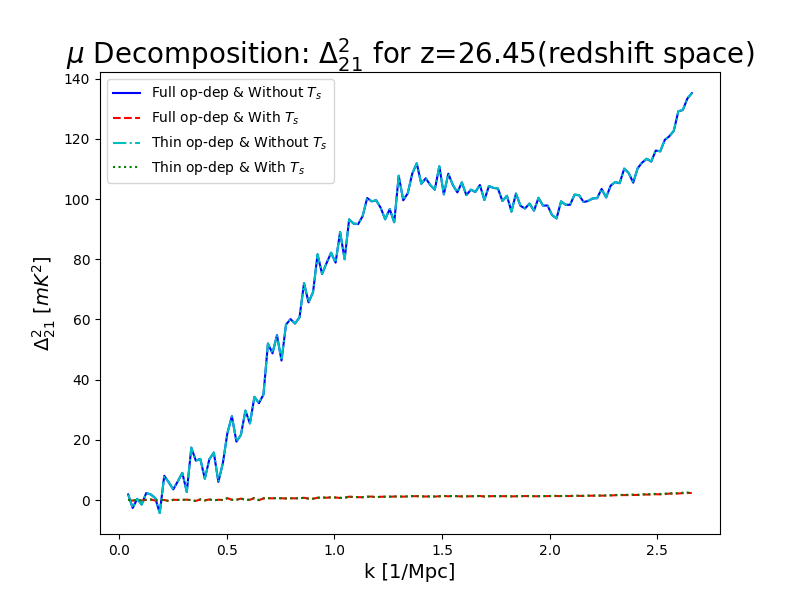 μ Decomposition: Δ²₂₁ for z=26.45(redshift space)
Full op-dep & Without Tₛ
Full op-dep & With Tₛ
Thin op-dep & Without Tₛ
Thin op-dep & With Tₛ
140
120
100
80
60
40
20
0
Δ²₂₁ [mK²]
0.0 0.5 1.0 1.5 2.0 2.5
k [1/Mpc]